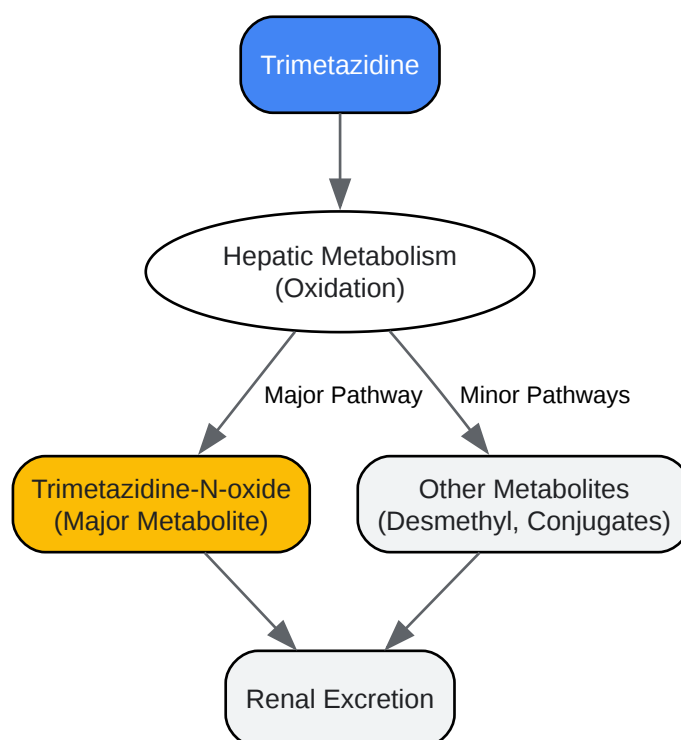 Trimetazidine
Hepatic Metabolism
(Oxidation)
Major Pathway
Minor Pathways
Trimetazidine-N-oxide
(Major Metabolite)
Other Metabolites
(Desmethyl, Conjugates)
Renal Excretion